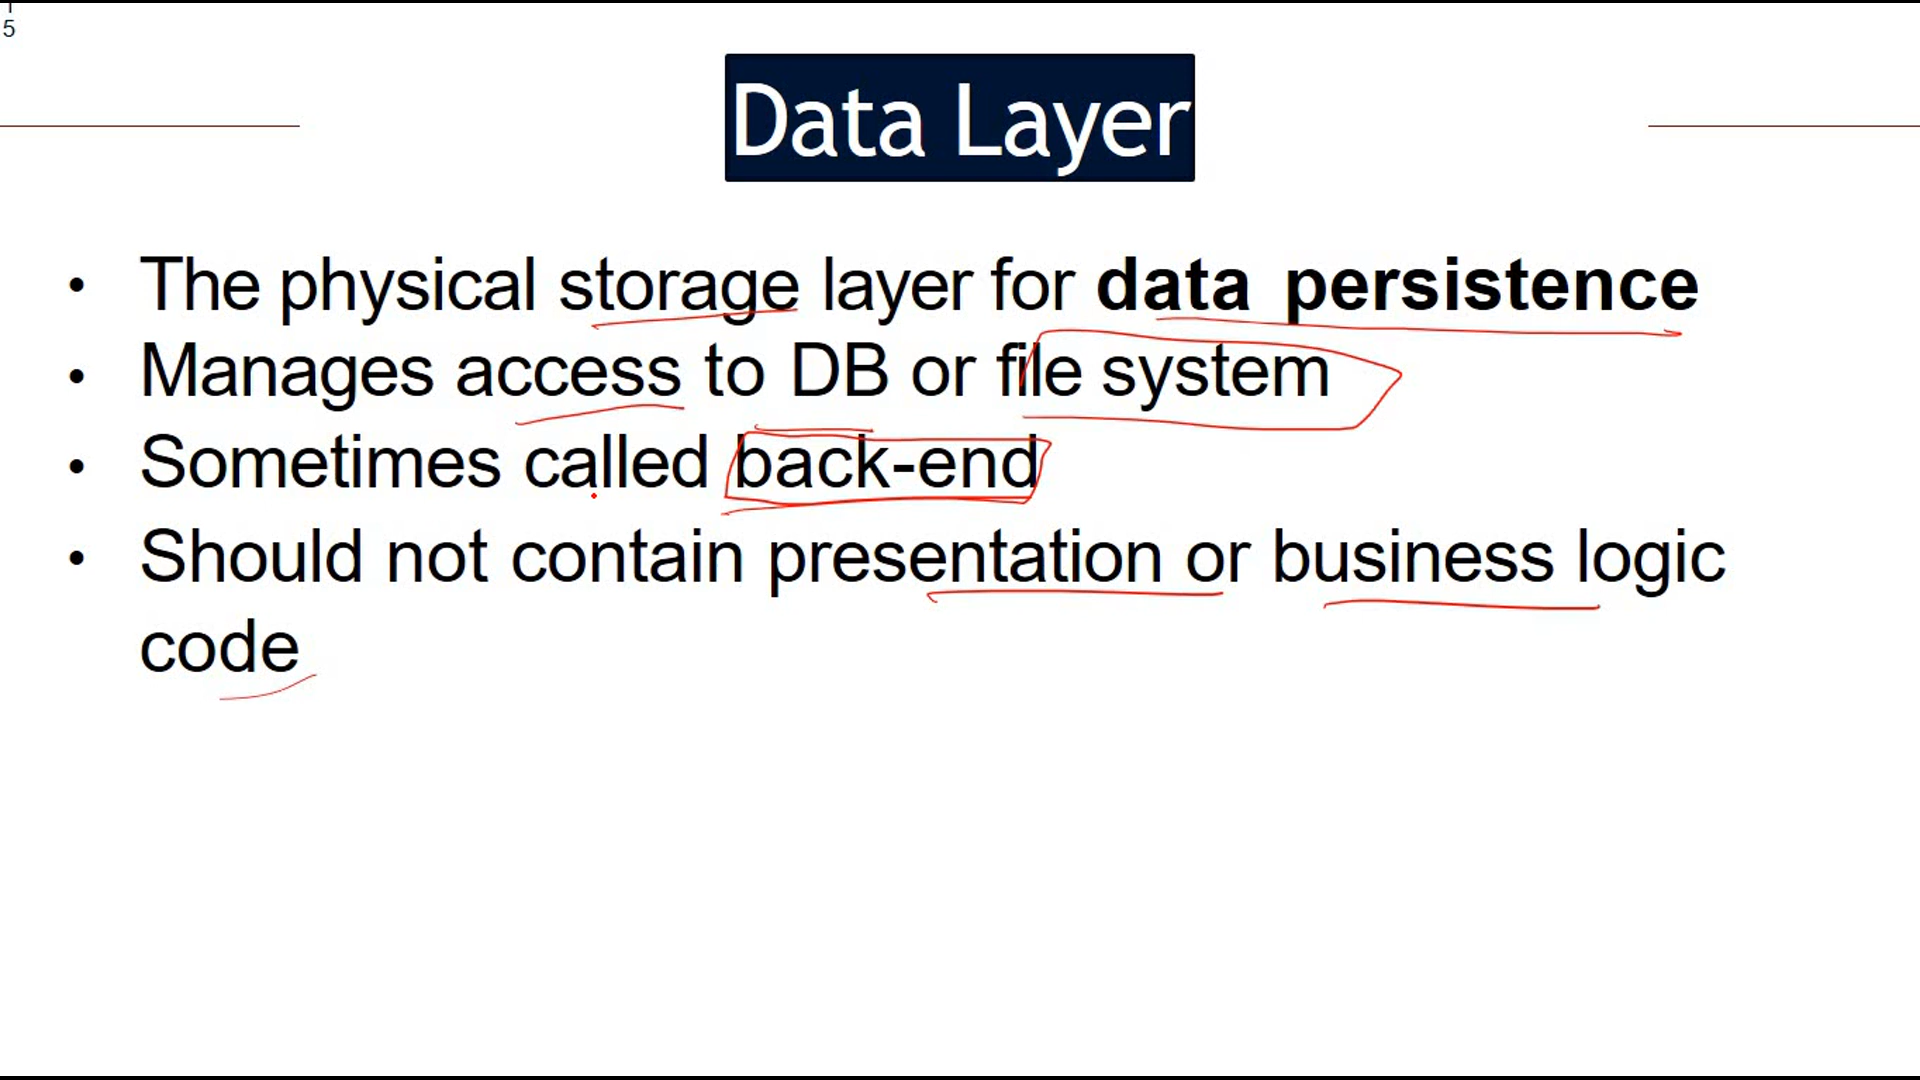 5
Data Layer
• The physical storage layer for data persistence
• Manages access to DB or file system
• Sometimes called back-end
• Should not contain presentation or business logic
code